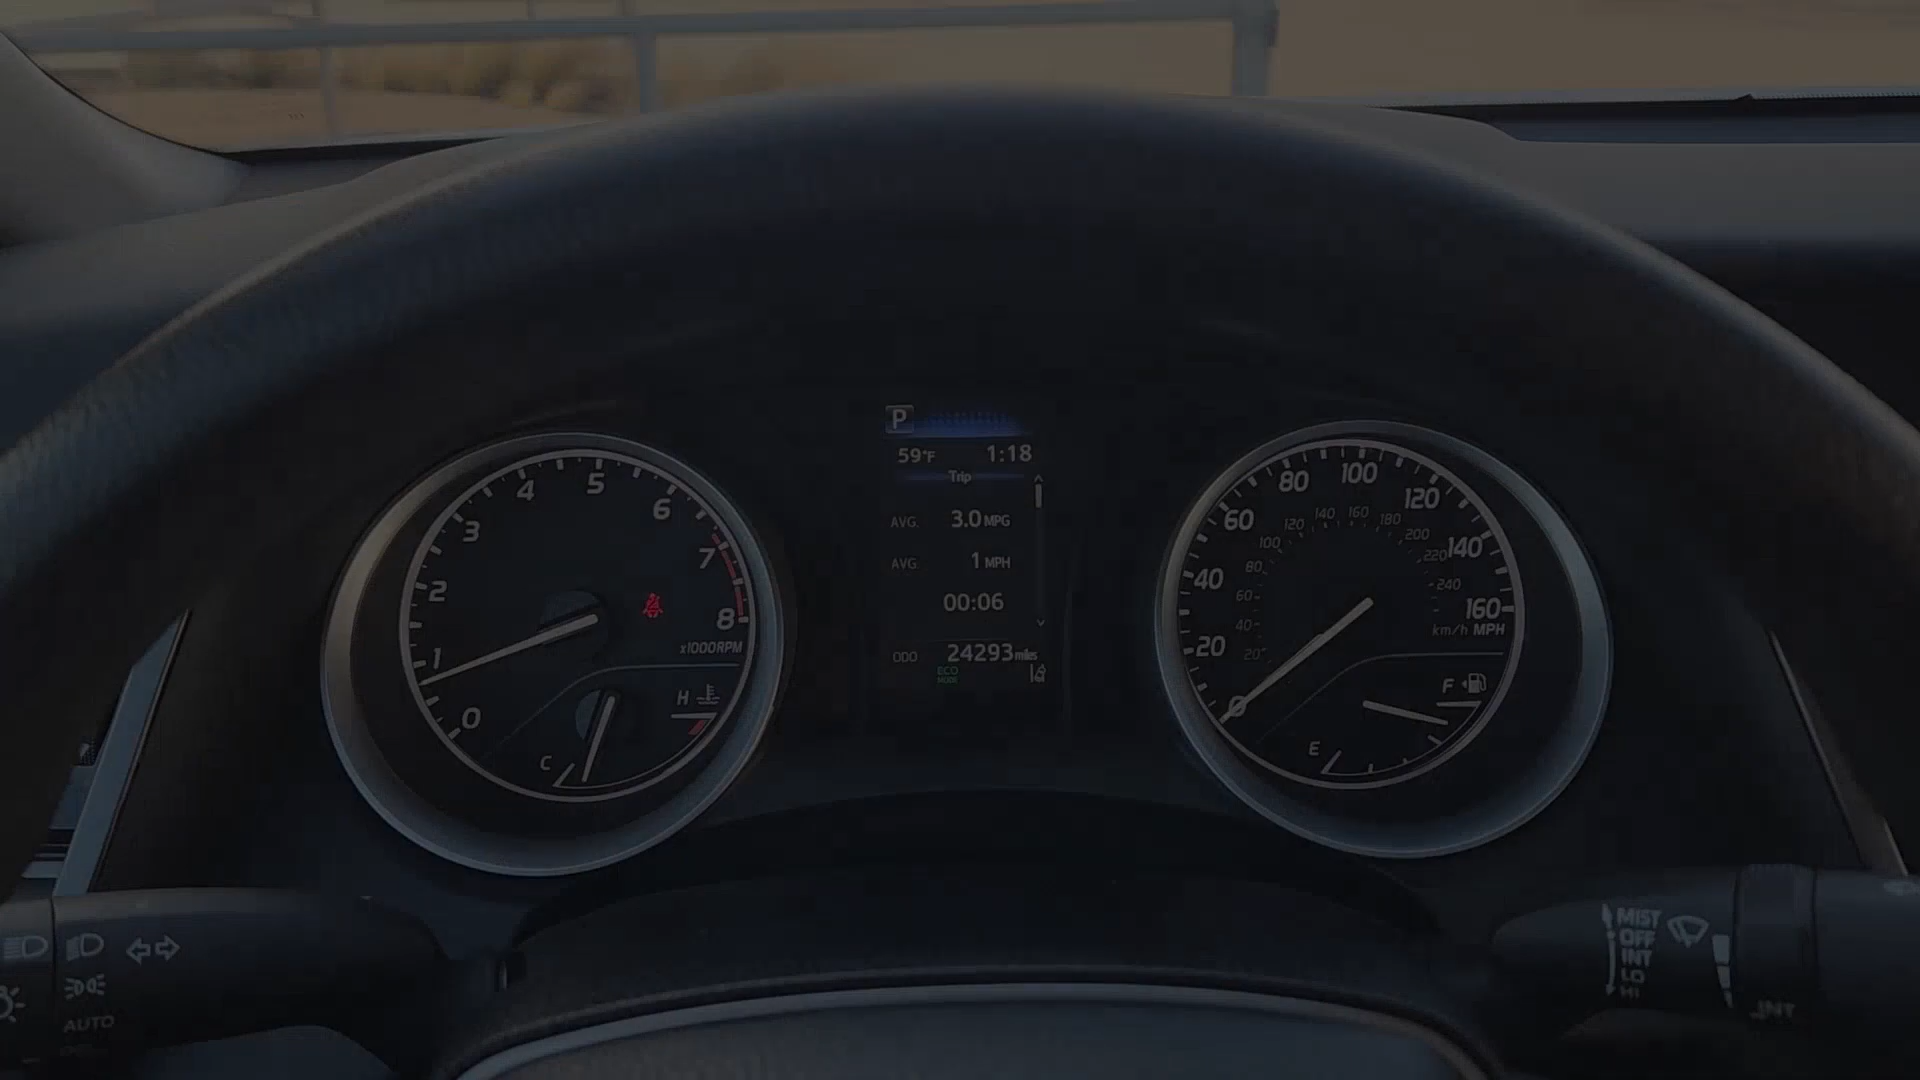 P
59°F 1:18
Trip
AVG. 3.0 MPG
AVG. 1 MPH
00:06
ODO 24293 miles
ECO
MODE
0
1
2
3
4
5
6
7
8
x1000RPM
H
C
0
20
40
60
80
100
120
140
160
20
40
60
80
100
120
140
160
180
200
220
240
km/h MPH
F
E
AUTO
MIST
OFF
INT
LO
HI
INT